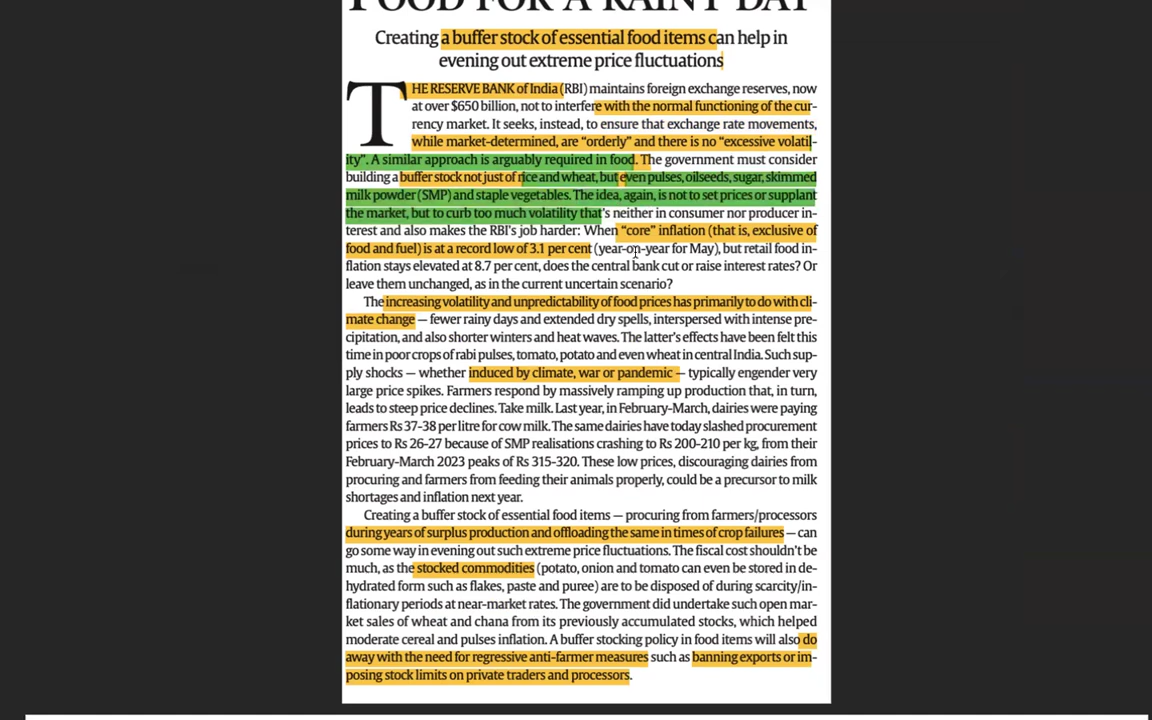 FOOD FOR A RAINY DAY
Creating a buffer stock of essential food items can help in
evening out extreme price fluctuations
THE RESERVE BANK of India (RBI) maintains foreign exchange reserves, now
at over $650 billion, not to interfere with the normal functioning of the cur-
rency market. It seeks, instead, to ensure that exchange rate movements,
while market-determined, are “orderly” and there is no “excessive volatil-
ity”. A similar approach is arguably required in food. The government must consider
building a buffer stock not just of rice and wheat, but even pulses, oilseeds, sugar, skimmed
milk powder (SMP) and staple vegetables. The idea, again, is not to set prices or supplant
the market, but to curb too much volatility that's neither in consumer nor producer in-
terest and also makes the RBI's job harder: When “core” inflation (that is, exclusive of
food and fuel) is at a record low of 3.1 per cent (year-on-year for May), but retail food in-
flation stays elevated at 8.7 per cent, does the central bank cut or raise interest rates? Or
leave them unchanged, as in the current uncertain scenario?
The increasing volatility and unpredictability of food prices has primarily to do with cli-
mate change — fewer rainy days and extended dry spells, interspersed with intense pre-
cipitation, and also shorter winters and heat waves. The latter's effects have been felt this
time in poor crops of rabi pulses, tomato, potato and even wheat in central India. Such sup-
ply shocks — whether induced by climate, war or pandemic — typically engender very
large price spikes. Farmers respond by massively ramping up production that, in turn,
leads to steep price declines. Take milk. Last year, in February-March, dairies were paying
farmers Rs 37-38 per litre for cow milk. The same dairies have today slashed procurement
prices to Rs 26-27 because of SMP realisations crashing to Rs 200-210 per kg, from their
February-March 2023 peaks of Rs 315-320. These low prices, discouraging dairies from
procuring and farmers from feeding their animals properly, could be a precursor to milk
shortages and inflation next year.
Creating a buffer stock of essential food items — procuring from farmers/processors
during years of surplus production and offloading the same in times of crop failures — can
go some way in evening out such extreme price fluctuations. The fiscal cost shouldn't be
much, as the stocked commodities (potato, onion and tomato can even be stored in de-
hydrated form such as flakes, paste and puree) are to be disposed of during scarcity/in-
flationary periods at near-market rates. The government did undertake such open mar-
ket sales of wheat and chana from its previously accumulated stocks, which helped
moderate cereal and pulses inflation. A buffer stocking policy in food items will also do
away with the need for regressive anti-farmer measures such as banning exports or im-
posing stock limits on private traders and processors.